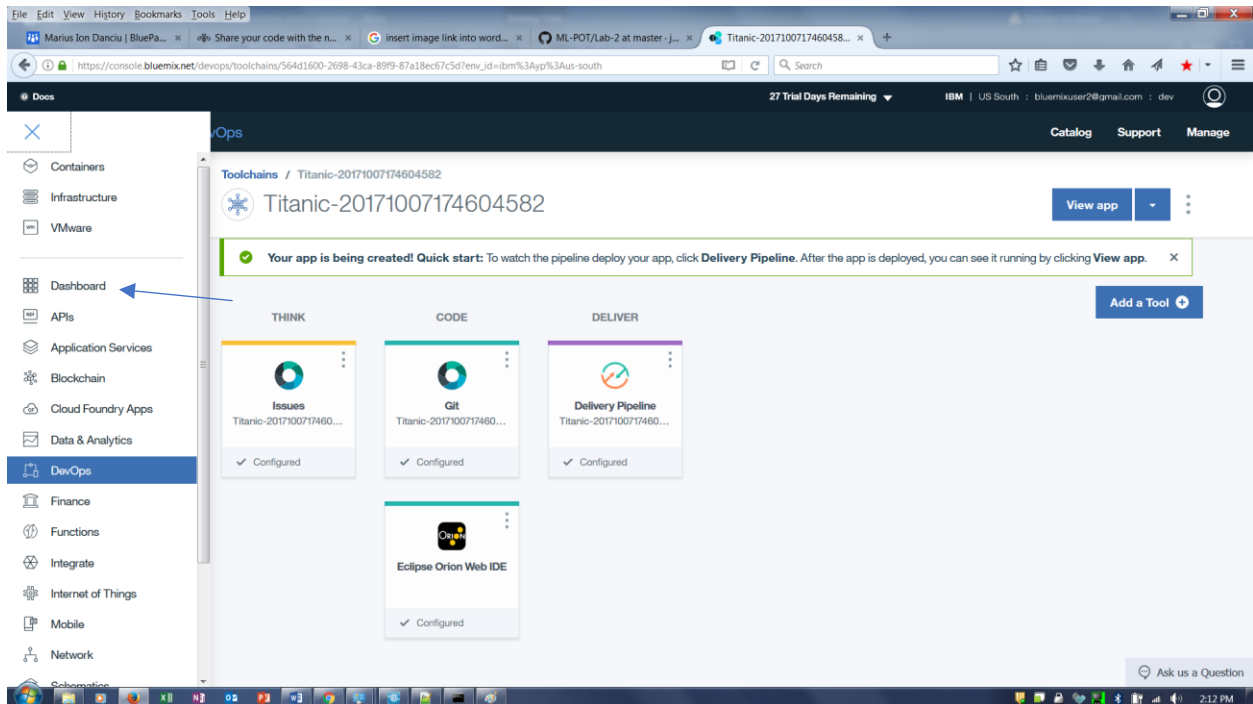 File Edit View History Bookmarks Tools Help
Marius Ion Danciu | BluePa... × Share your code with the n... × insert image link into word... × ML-POT/Lab-2 at master · j... × Titanic-20171007174604​58... × +
https://console.bluemix.net/devops/toolchains/564d1600-2698-43ca-89f9-87a18ec67c5d?env_id=ibm%3Ayp%3Aus-south Search
Docs 27 Trial Days Remaining IBM | US South : bluemixuser2@gmail.com : dev
vOps Catalog Support Manage
Containers
Infrastructure
VMware
Dashboard
APIs
Application Services
Blockchain
Cloud Foundry Apps
Data & Analytics
DevOps
Finance
Functions
Integrate
Internet of Things
Mobile
Network
Schematics
Toolchains / Titanic-20171007174604582
Titanic-20171007174604582
View app
Your app is being created! Quick start: To watch the pipeline deploy your app, click Delivery Pipeline. After the app is deployed, you can see it running by clicking View app. ×
Add a Tool
THINK CODE DELIVER
Issues
Titanic-2017100717460...
Configured
Git
Titanic-2017100717460...
Configured
Delivery Pipeline
Titanic-2017100717460...
Configured
ORION
Eclipse Orion Web IDE
Configured
Ask us a Question
2:12 PM